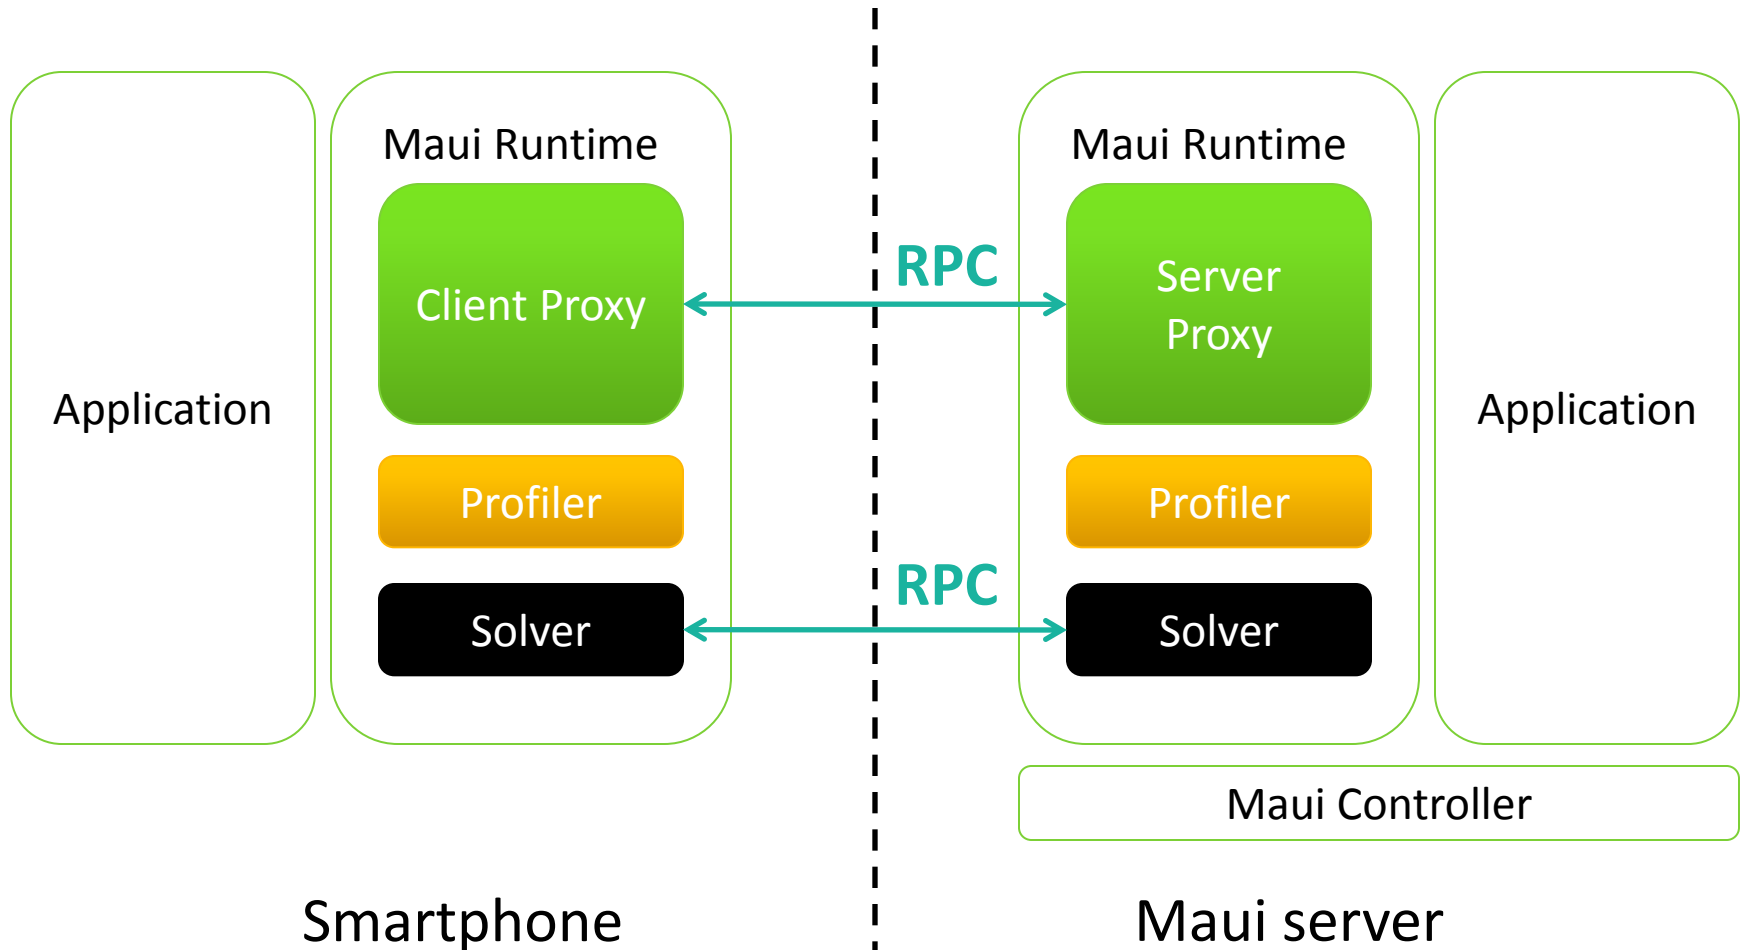 Maui Runtime
Maui Runtime
Client Proxy
RPC
Server
Proxy
Application
Application
Profiler
Profiler
RPC
Solver
Solver
Maui Controller
Smartphone
Maui server